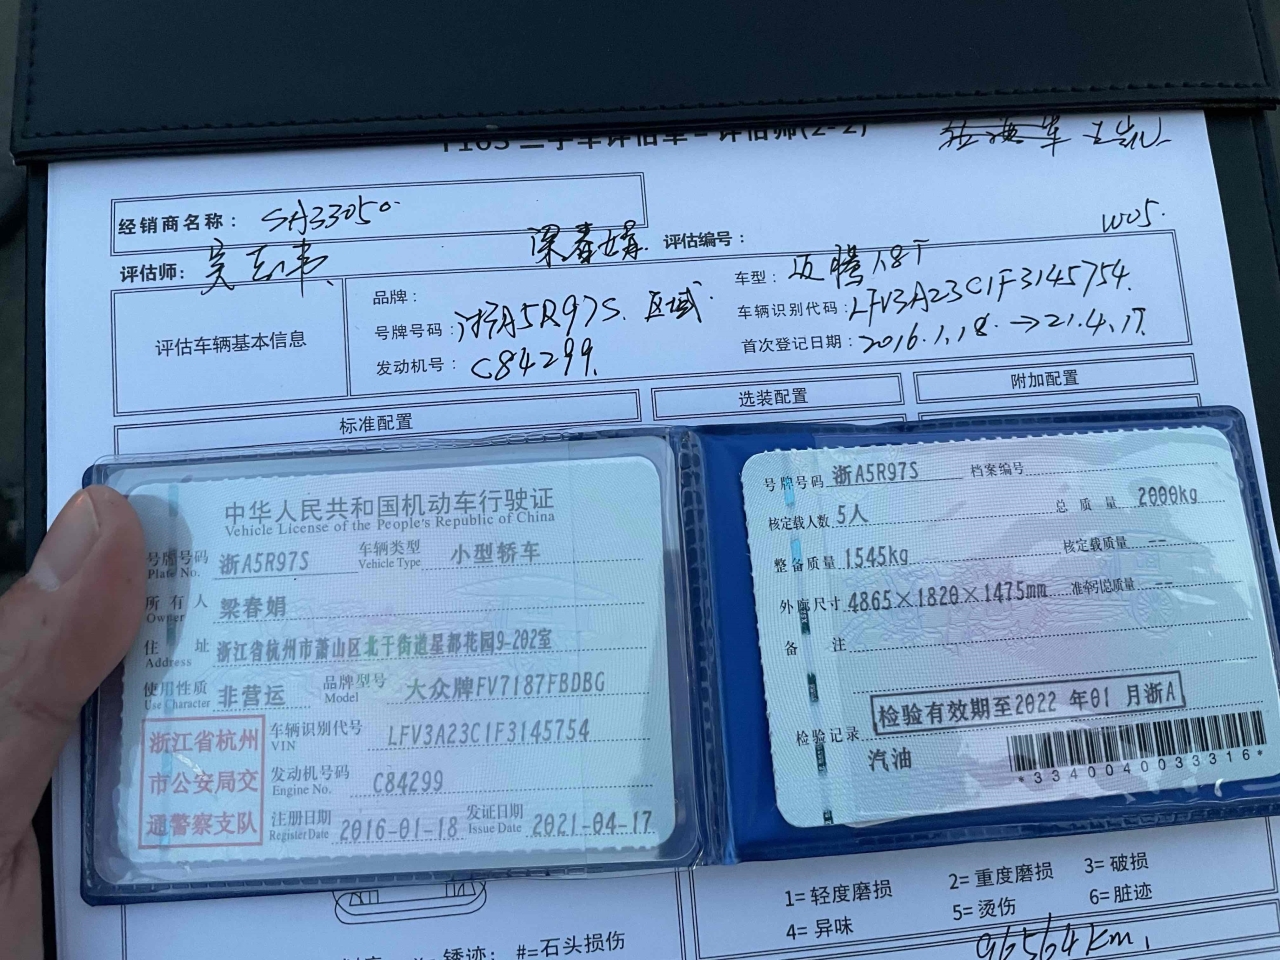 二手车评估单-评估师(2-2)
经销商名称： SA33050
评估师：
梁春娟
评估编号：
W05.
评估车辆基本信息
品牌：
车型： 迈腾1.8T
号牌号码： 浙A5R97S. 区域.
车辆识别代码： LFV3A23C1F3145754.
发动机号： C84299.
首次登记日期： 2016.1.18. →21.4.17.
标准配置
选装配置
附加配置
中华人民共和国机动车行驶证
Vehicle License of the People's Republic of China
号牌号码 浙A5R97S 车辆类型 小型轿车
Plate No. Vehicle Type
所有人 梁春娟
Owner
住址 浙江省杭州市萧山区北干街道星都花园9-202室
Address
使用性质 非营运 品牌型号 大众牌FV7187FBDBG
Use Character Model
浙江省杭州
市公安局交
通警察支队
车辆识别代号 LFV3A23C1F3145754
VIN
发动机号码 C84299
Engine No.
注册日期 2016-01-18 发证日期 2021-04-17
Register Date Issue Date
号牌号码 浙A5R97S 档案编号
核定载人数 5人 总质量 2000kg
整备质量 1545kg 核定载质量 --
外廓尺寸 4865×1820×1475mm 准牵引总质量 --
备注
检验有效期至2022年01月浙A
检验记录
汽油
*3340040033316*
1=轻度磨损 2=重度磨损 3=破损
4=异味 5=烫伤 6=脏迹
锈迹； #=石头损伤
96564km,